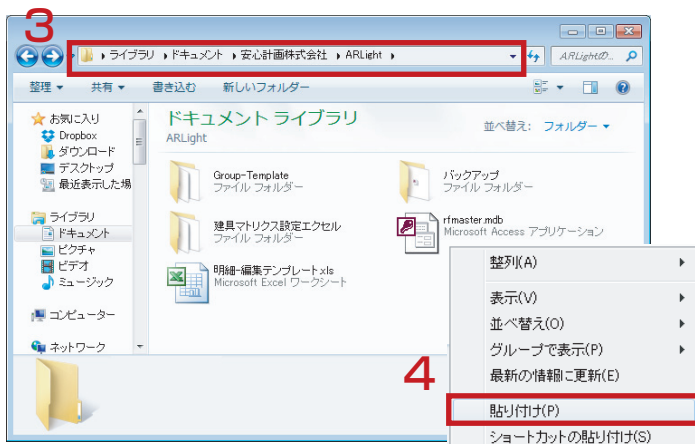 3
▸ ライブラリ ▸ ドキュメント ▸ 安心計画株式会社 ▸ ARLight ▸
ARLightの...
整理 ▼ 共有 ▼ 書き込む 新しいフォルダー
お気に入り
Dropbox
ダウンロード
デスクトップ
最近表示した場
ライブラリ
ドキュメント
ピクチャ
ビデオ
ミュージック
コンピューター
ネットワーク
ドキュメント ライブラリ
ARLight
並べ替え: フォルダー ▼
Group-Template
ファイル フォルダー
バックアップ
ファイル フォルダー
建具マトリクス設定エクセル
ファイル フォルダー
rfmaster.mdb
Microsoft Access アプリケーション
明細-編集テンプレート.xls
Microsoft Excel ワークシート
4
整列(A)
表示(V)
並べ替え(O)
グループで表示(P)
最新の情報に更新(E)
貼り付け(P)
ショートカットの貼り付け(S)